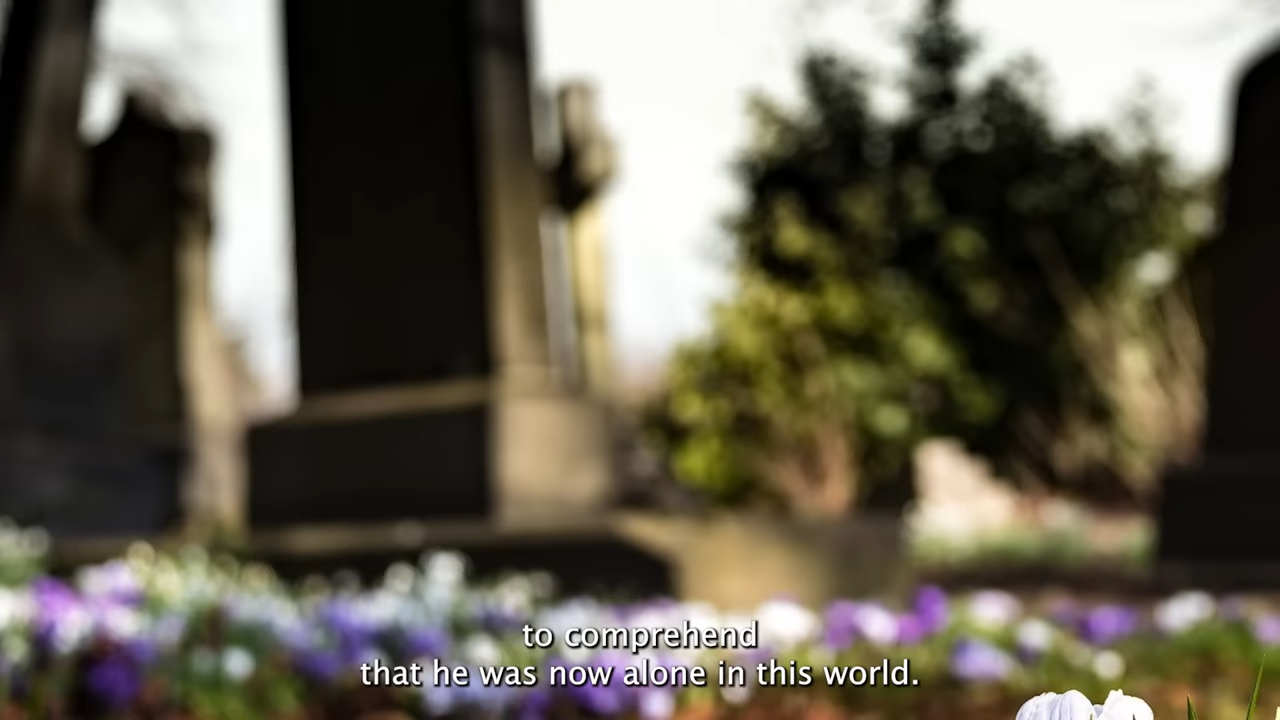 to comprehend
that he was now alone in this world.